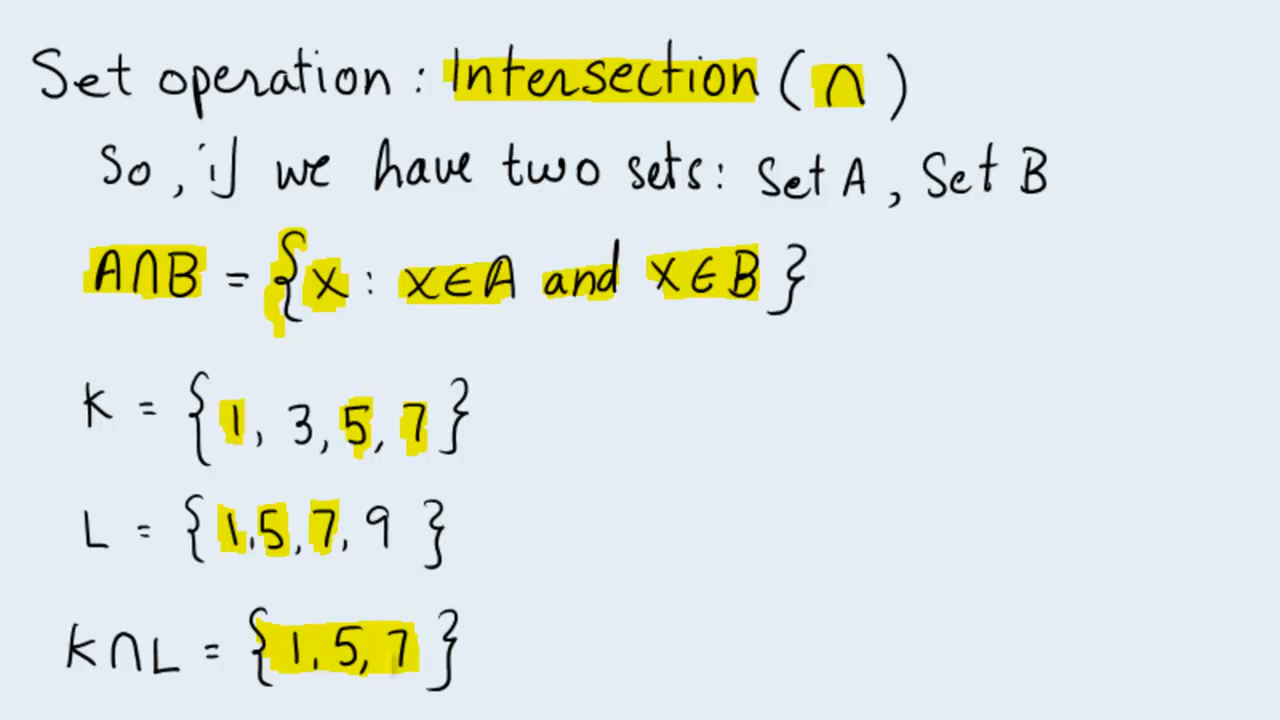 Set operation : Intersection ( ∩ )
So, if we have two sets: Set A, Set B
A∩B = {x : x∈A and x∈B}
K = {1, 3, 5, 7}
L = {1,5,7,9}
K∩L = {1,5,7}